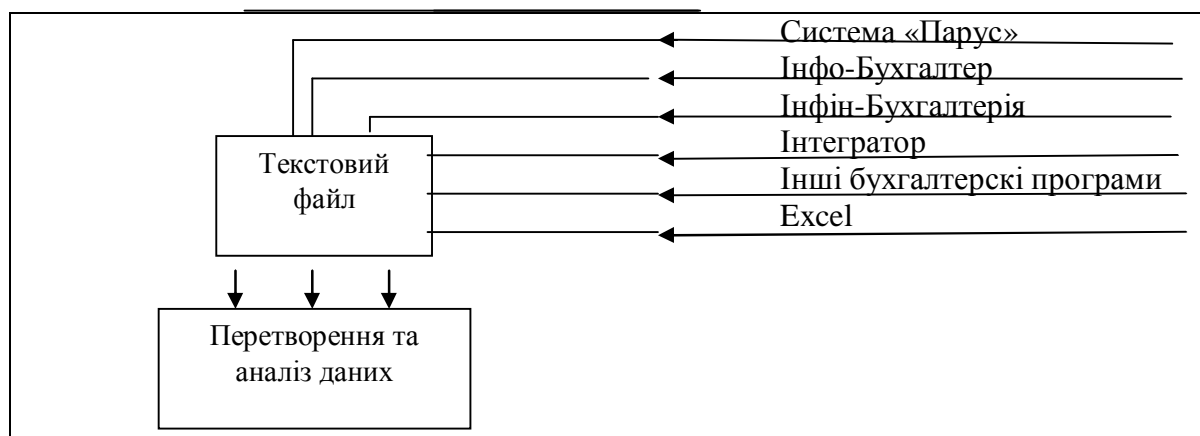 Система «Парус»
Інфо-Бухгалтер
Інфін-Бухгалтерія
Інтегратор
Інші бухгалтерскі програми
Excel
Текстовий
файл
Перетворення та
аналіз даних